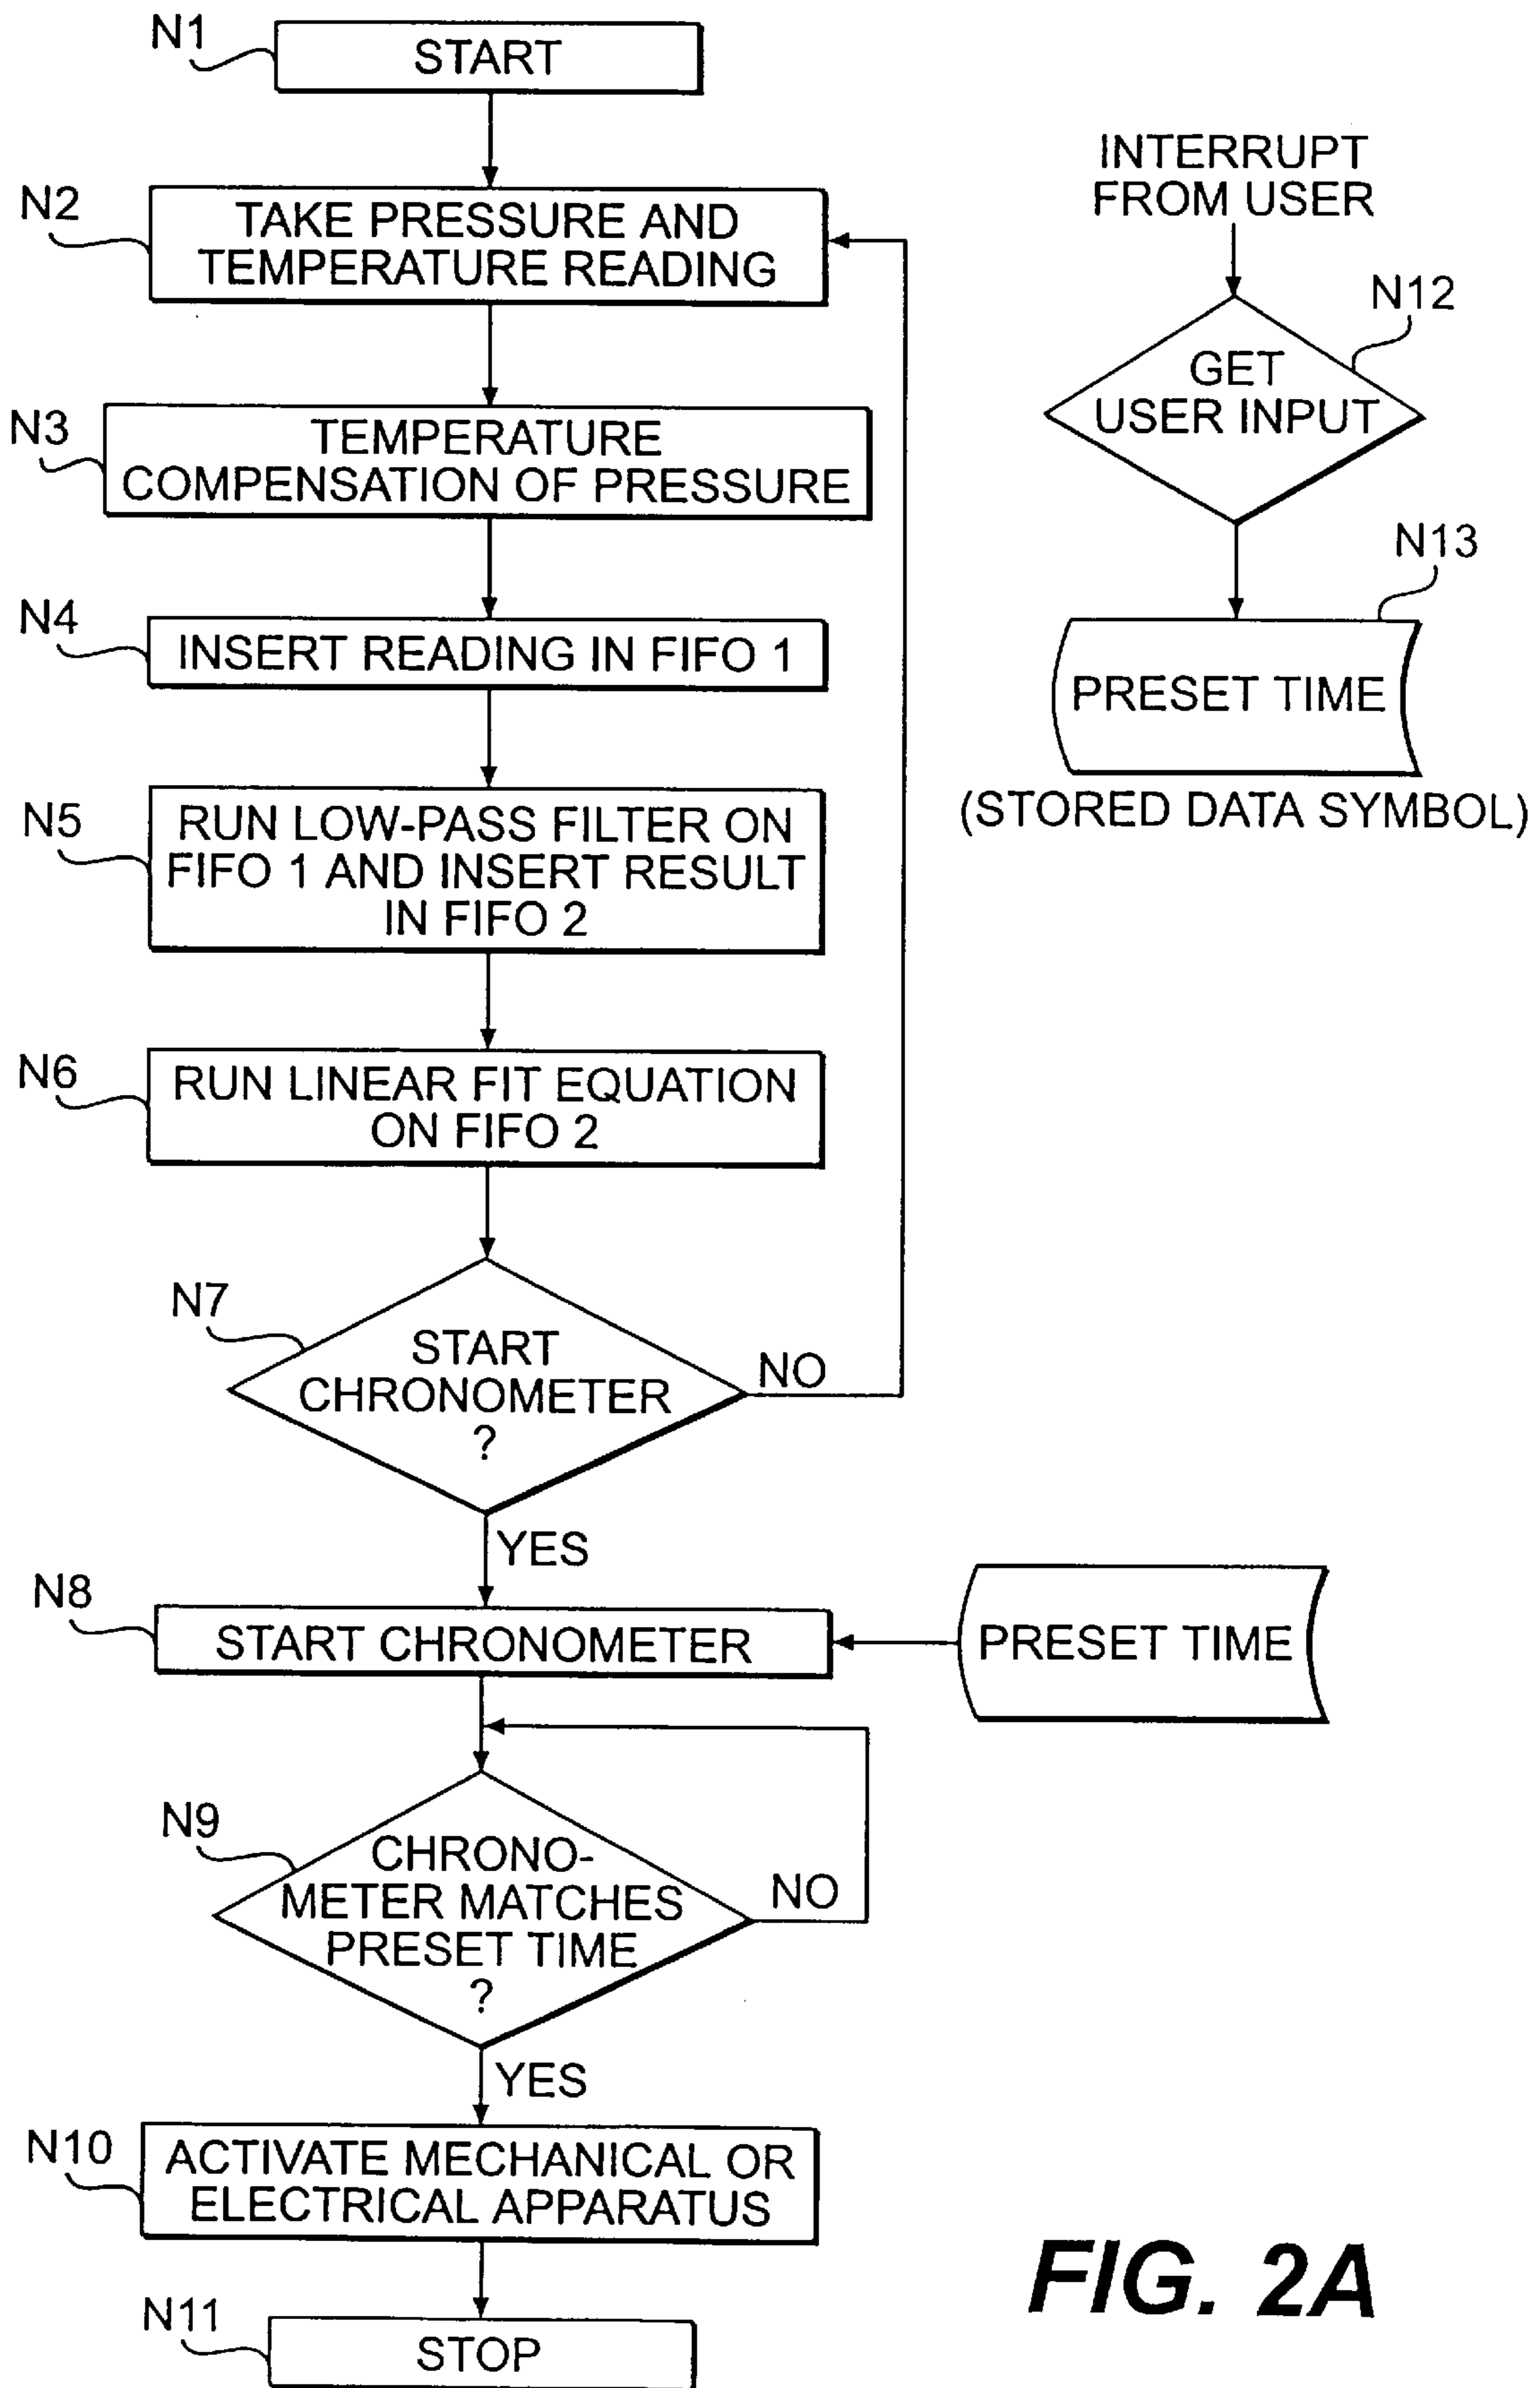 N1
START
N2
TAKE PRESSURE AND
TEMPERATURE READING
N3
TEMPERATURE
COMPENSATION OF PRESSURE
N4
INSERT READING IN FIFO 1
N5
RUN LOW-PASS FILTER ON
FIFO 1 AND INSERT RESULT
IN FIFO 2
N6
RUN LINEAR FIT EQUATION
ON FIFO 2
N7
START
CHRONOMETER
?
NO
YES
N8
START CHRONOMETER
PRESET TIME
N9
CHRONO-
METER MATCHES
PRESET TIME
?
NO
YES
N10
ACTIVATE MECHANICAL OR
ELECTRICAL APPARATUS
N11
STOP
INTERRUPT
FROM USER
N12
GET
USER INPUT
N13
PRESET TIME
(STORED DATA SYMBOL)
FIG. 2A